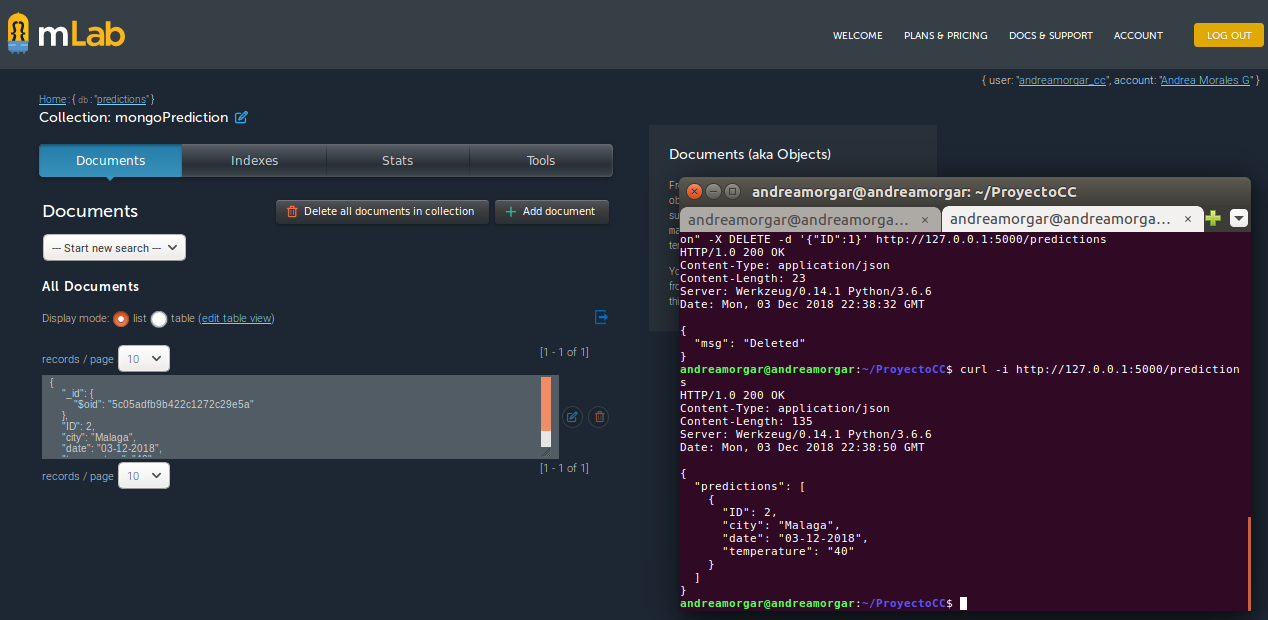 mLab
WELCOME PLANS & PRICING DOCS & SUPPORT ACCOUNT LOG OUT
{ user: "andreamorgar_cc", account: "Andrea Morales G" }
Home : { db : "predictions" }
Collection: mongoPrediction
Documents Indexes Stats Tools
Documents
Delete all documents in collection
Add document
-- Start new search --
All Documents
Display mode: list table (edit table view)
records / page 10
[1 - 1 of 1]
{
"_id": {
"$oid": "5c05adfb9b422c1272c29e5a"
},
"ID": 2,
"city": "Malaga",
"date": "03-12-2018",
records / page 10
[1 - 1 of 1]
Documents (aka Objects)
andreamorgar@andreamorgar: ~/ProyectoCC
andreamorgar@andreamorga... ×
andreamorgar@andreamorga... ×
on" -X DELETE -d '{"ID":1}' http://127.0.0.1:5000/predictions
HTTP/1.0 200 OK
Content-Type: application/json
Content-Length: 23
Server: Werkzeug/0.14.1 Python/3.6.6
Date: Mon, 03 Dec 2018 22:38:32 GMT
{
"msg": "Deleted"
}
andreamorgar@andreamorgar:~/ProyectoCC$ curl -i http://127.0.0.1:5000/prediction
s
HTTP/1.0 200 OK
Content-Type: application/json
Content-Length: 135
Server: Werkzeug/0.14.1 Python/3.6.6
Date: Mon, 03 Dec 2018 22:38:50 GMT
{
"predictions": [
{
"ID": 2,
"city": "Malaga",
"date": "03-12-2018",
"temperature": "40"
}
]
}
andreamorgar@andreamorgar:~/ProyectoCC$